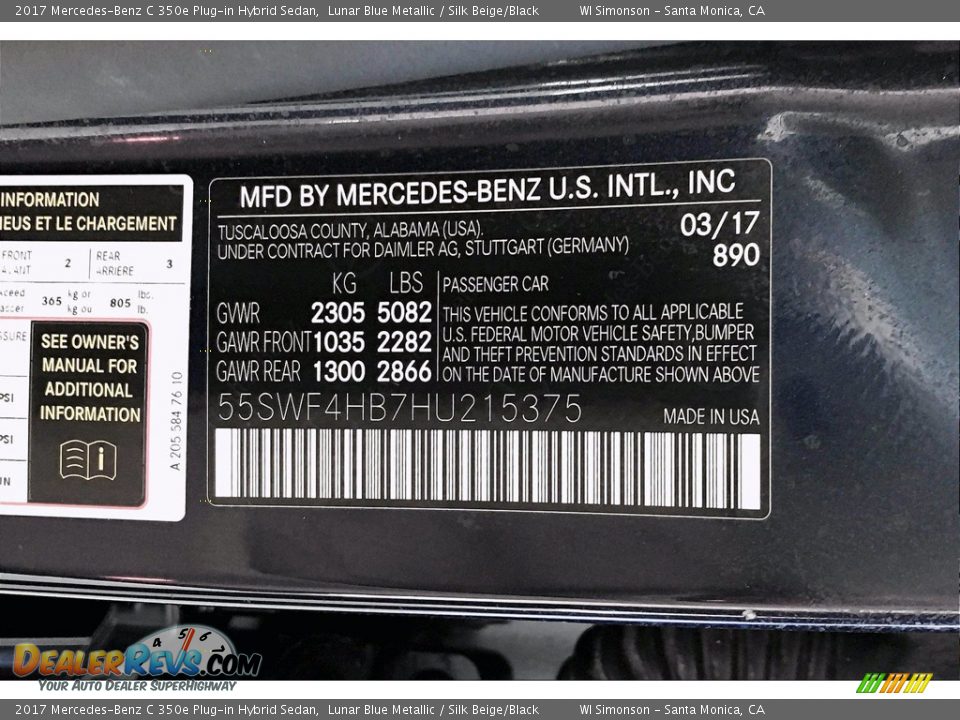 2017 Mercedes-Benz C 350e Plug-in Hybrid Sedan, Lunar Blue Metallic / Silk Beige/Black WI Simonson - Santa Monica, CA
INFORMATION
ET LE CHARGEMENT
FRONT 2 REAR 3
ARRIERE
365 kg or 805 lbs.
kg ou lb.
SEE OWNER'S
MANUAL FOR
ADDITIONAL
INFORMATION
PSI
PSI
i
A 205 584 76 10
MFD BY MERCEDES-BENZ U.S. INTL., INC
TUSCALOOSA COUNTY, ALABAMA (USA). 03/17
UNDER CONTRACT FOR DAIMLER AG, STUTTGART (GERMANY) 890
KG LBS PASSENGER CAR
GWR 2305 5082
GAWR FRONT 1035 2282
GAWR REAR 1300 2866
THIS VEHICLE CONFORMS TO ALL APPLICABLE
U.S. FEDERAL MOTOR VEHICLE SAFETY,BUMPER
AND THEFT PREVENTION STANDARDS IN EFFECT
ON THE DATE OF MANUFACTURE SHOWN ABOVE
55SWF4HB7HU215375 MADE IN USA
4 5 6
DealerRevs.com
Your Auto Dealer SuperHighway
2017 Mercedes-Benz C 350e Plug-in Hybrid Sedan, Lunar Blue Metallic / Silk Beige/Black WI Simonson - Santa Monica, CA